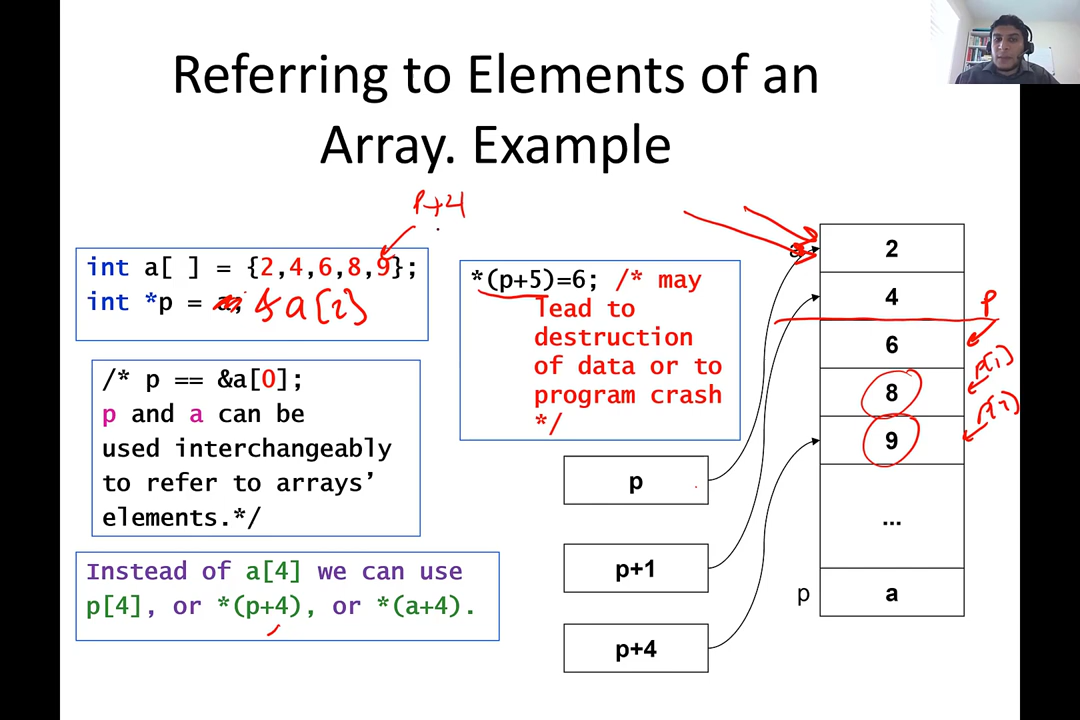 Referring to Elements of an
Array. Example
p+4
int a[ ] = {2,4,6,8,9};
int *p = a; &a[2]
/* p == &a[0];
p and a can be
used interchangeably
to refer to arrays’
elements.*/
Instead of a[4] we can use
p[4], or *(p+4), or *(a+4).
*(p+5)=6; /* may
lead to
destruction
of data or to
program crash
*/
p
p+1
p+4
a
2
4
p
6
p[1]
8
p[2]
9
...
p
a